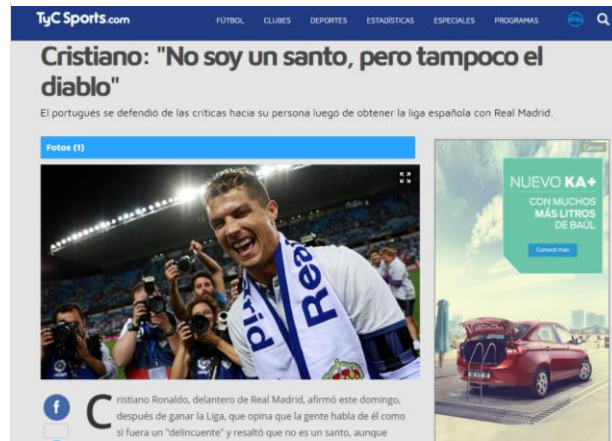 TyC Sports.com
FÚTBOL CLUBES DEPORTES ESTADÍSTICAS ESPECIALES PROGRAMAS play
Cristiano: "No soy un santo, pero tampoco el
diablo"
El portugués se defendió de las críticas hacia su persona luego de obtener la liga española con Real Madrid.
Fotos (1)
Cerrar
NUEVO KA+
CON MUCHOS
MÁS LITROS
DE BAÚL
Conocé más
Real
Cristiano Ronaldo, delantero de Real Madrid, afirmó este domingo,
después de ganar la Liga, que opina que la gente habla de él como
si fuera un "delincuente" y resaltó que no es un santo, aunque